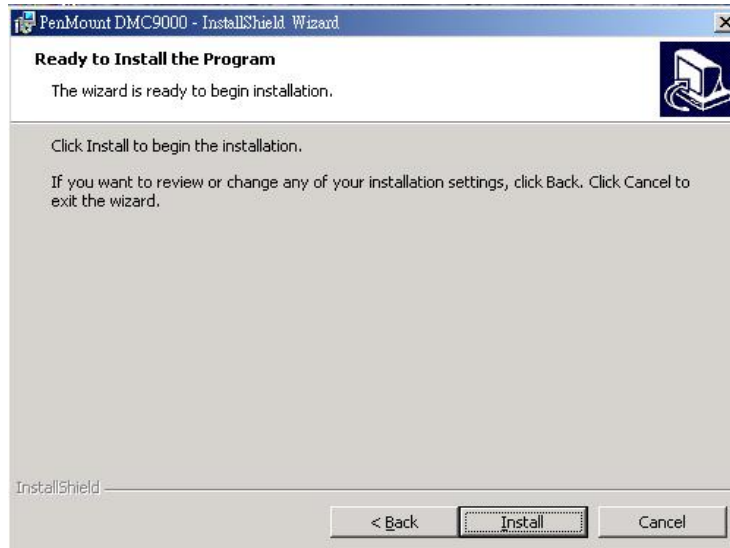 PenMount DMC9000 - InstallShield Wizard
Ready to Install the Program
The wizard is ready to begin installation.
Click Install to begin the installation.
If you want to review or change any of your installation settings, click Back. Click Cancel to
exit the wizard.
InstallShield
< Back
Install
Cancel